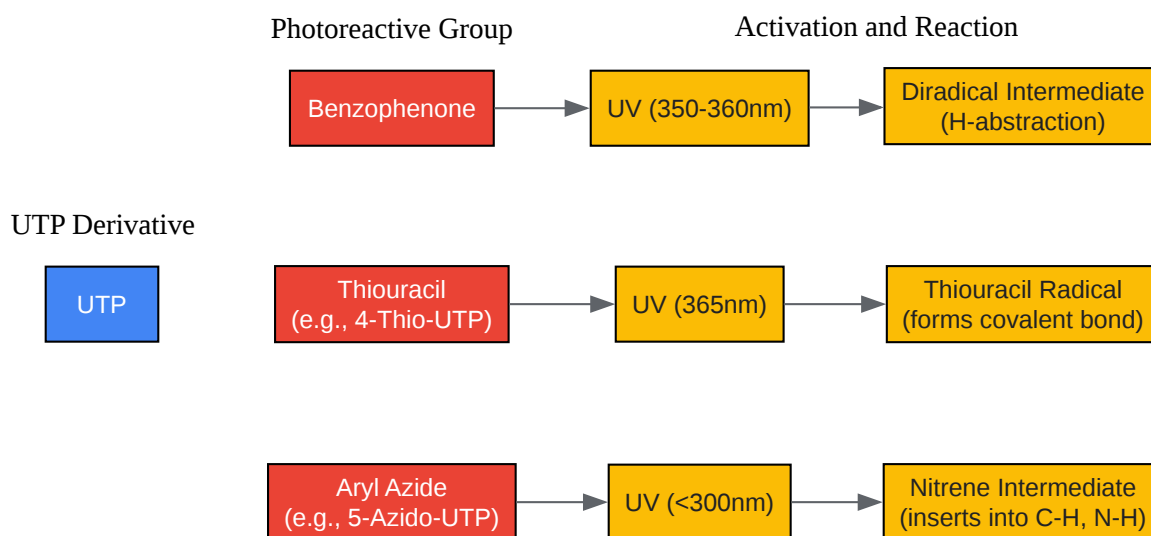 Photoreactive Group
Activation and Reaction
Benzophenone
UV (350-360nm)
Diradical Intermediate
(H-abstraction)
UTP Derivative
UTP
Thiouracil
(e.g., 4-Thio-UTP)
UV (365nm)
Thiouracil Radical
(forms covalent bond)
Aryl Azide
(e.g., 5-Azido-UTP)
UV (<300nm)
Nitrene Intermediate
(inserts into C-H, N-H)